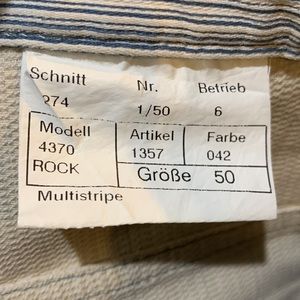 Schnitt Nr. Betrieb
274 1/50 6
Modell Artikel Farbe
4370 1357 042
ROCK Größe 50
Multistripe